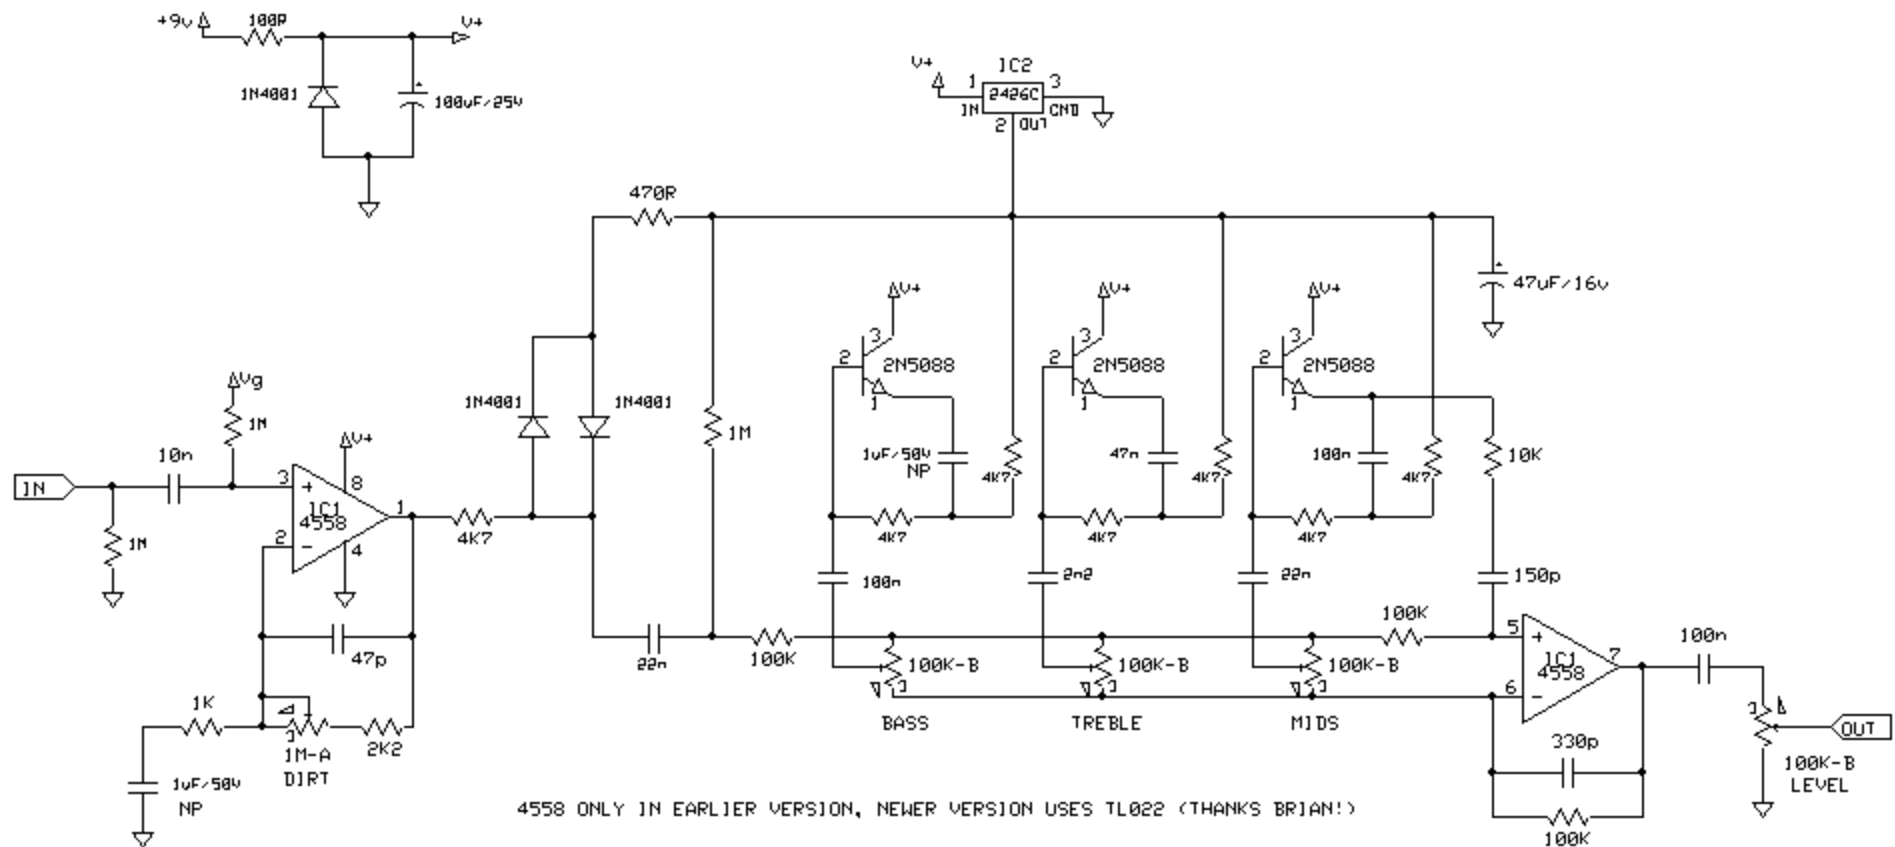 +9v
100R
V+
1N4001
100uF/25V
V+
IC2
1
3
2426C
IN
GND
2
OUT
470R
47uF/16v
V+
V+
V+
3
3
3
2
2N5088
2
2N5088
2
2N5088
1
1
1
Vg
1M
1N4001
1N4001
1M
1uF/50V
NP
4K7
47n
4K7
100n
4K7
10K
V+
10n
IN
3
+
8
IC1
4558
1
2
-
4
1M
4K7
4K7
4K7
4K7
100n
2n2
22n
150p
47p
22n
100K
100K
100K-B
100K-B
100K-B
BASS
TREBLE
MIDS
5
+
IC1
4558
7
6
-
100n
1K
1M-A
DIRT
2K2
1uF/50V
NP
330p
100K
OUT
100K-B
LEVEL
4558 ONLY IN EARLIER VERSION, NEWER VERSION USES TL022 (THANKS BRIAN!)